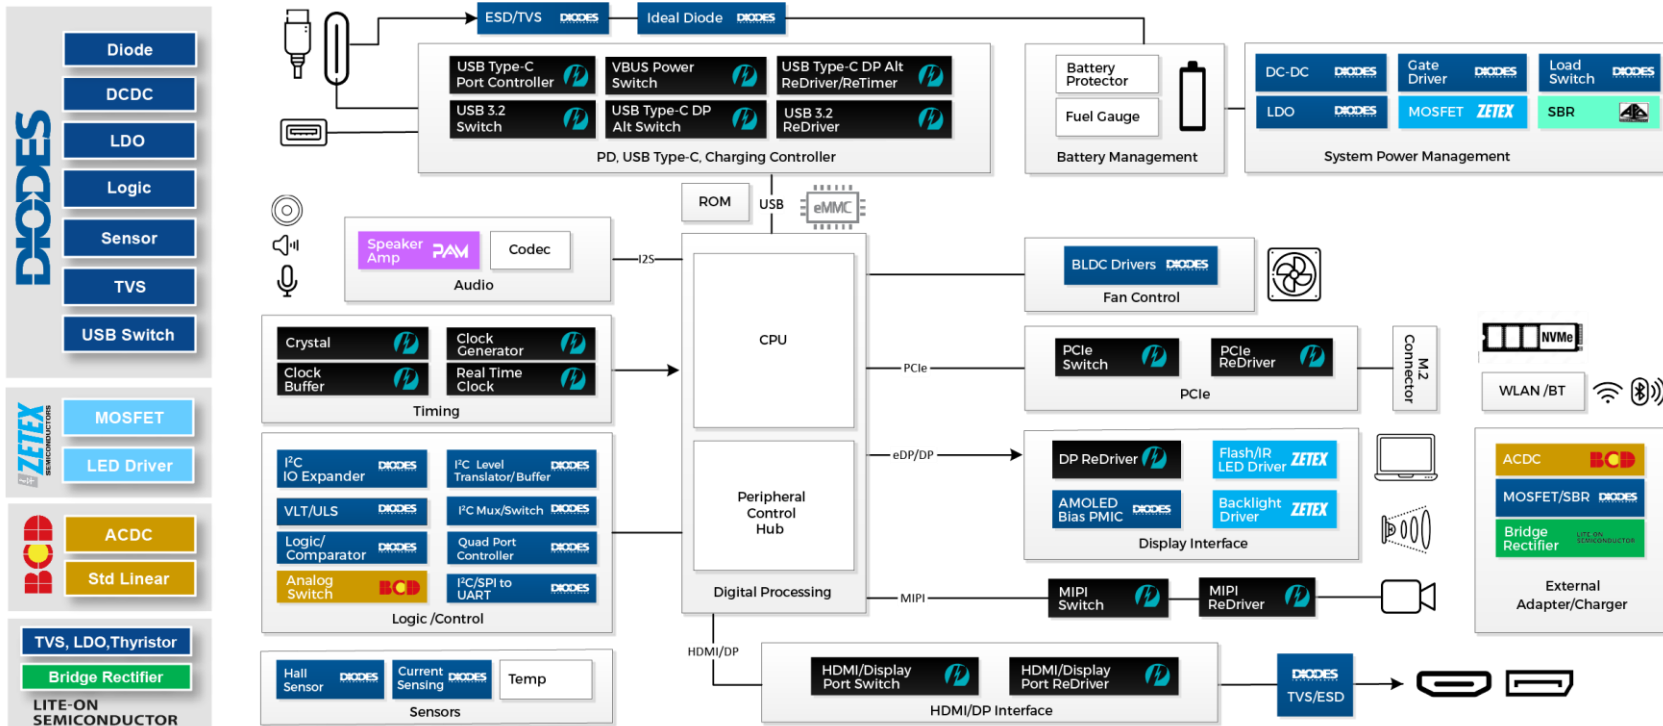 DIODES
Diode
DCDC
LDO
Logic
Sensor
TVS
USB Switch
ZETEX
SEMICONDUCTORS
MOSFET
LED Driver
BCD
ACDC
Std Linear
TVS, LDO,Thyristor
Bridge Rectifier
LITE-ON
SEMICONDUCTOR
ESD/TVS DIODES
Ideal Diode DIODES
USB Type-C
Port Controller
VBUS Power
Switch
USB Type-C DP Alt
ReDriver/ReTimer
USB 3.2
Switch
USB Type-C DP
Alt Switch
USB 3.2
ReDriver
PD, USB Type-C, Charging Controller
Battery
Protector
Fuel Gauge
Battery Management
DC-DC DIODES
Gate
Driver DIODES
Load
Switch DIODES
LDO DIODES
MOSFET ZETEX
SBR
System Power Management
ROM
USB
eMMC
Speaker
Amp PAM
Codec
Audio
I2S
Crystal
Clock
Generator
Clock
Buffer
Real Time
Clock
Timing
I²C
IO Expander DIODES
I²C Level
Translator/Buffer DIODES
VLT/ULS DIODES
I²C Mux/Switch DIODES
Logic/
Comparator DIODES
Quad Port
Controller DIODES
Analog
Switch BCD
I²C/SPI to
UART DIODES
Logic /Control
Hall
Sensor DIODES
Current
Sensing DIODES
Temp
Sensors
CPU
Peripheral
Control
Hub
Digital Processing
BLDC Drivers DIODES
Fan Control
PCIe
PCIe
Switch
PCIe
ReDriver
PCIe
M.2
Connector
NVMe
WLAN /BT
eDP/DP
DP ReDriver
Flash/IR
LED Driver ZETEX
AMOLED
Bias PMIC DIODES
Backlight
Driver ZETEX
Display Interface
MIPI
MIPI
Switch
MIPI
ReDriver
ACDC BCD
MOSFET/SBR DIODES
Bridge
Rectifier LITE-ON
SEMICONDUCTOR
External
Adapter/Charger
HDMI/DP
HDMI/Display
Port Switch
HDMI/Display
Port ReDriver
HDMI/DP Interface
DIODES
TVS/ESD